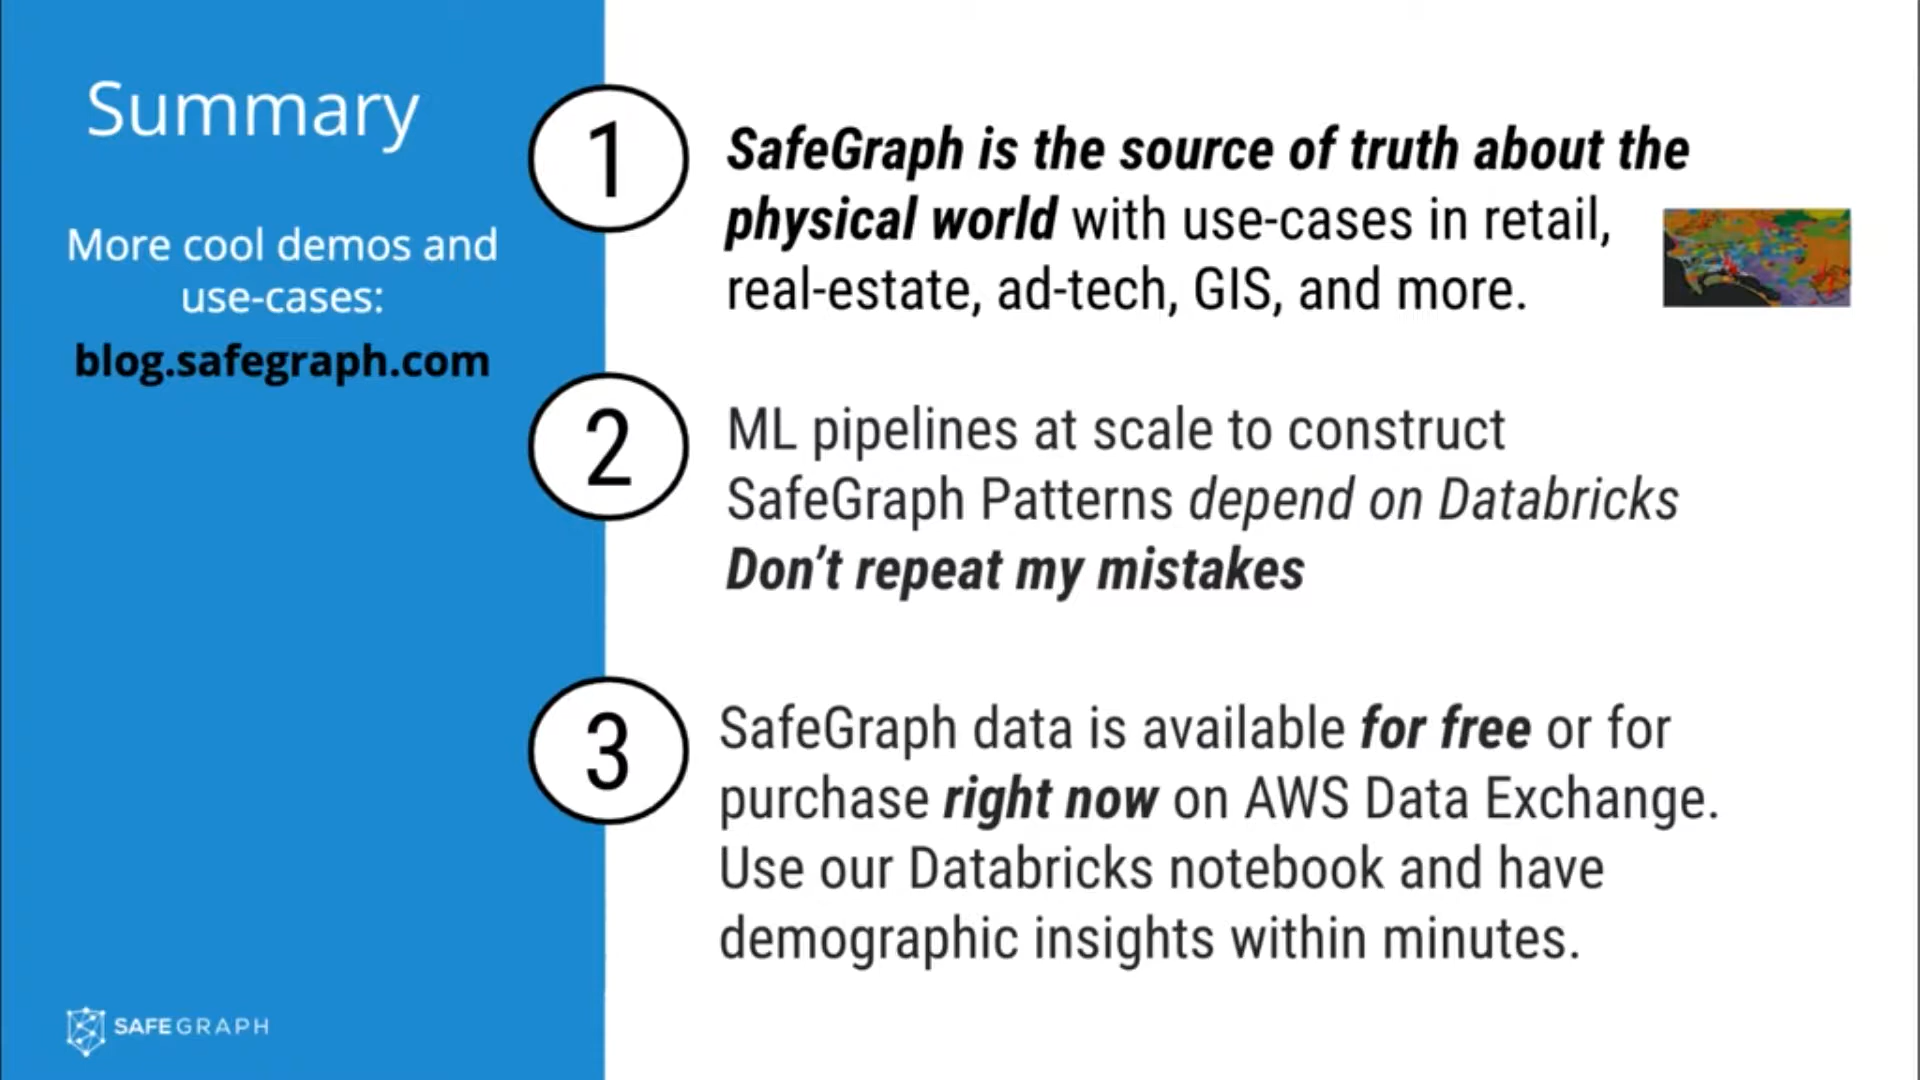 Summary
More cool demos and
use-cases:
blog.safegraph.com
SAFEGRAPH
1
SafeGraph is the source of truth about the
physical world with use-cases in retail,
real-estate, ad-tech, GIS, and more.
2
ML pipelines at scale to construct
SafeGraph Patterns depend on Databricks
Don’t repeat my mistakes
3
SafeGraph data is available for free or for
purchase right now on AWS Data Exchange.
Use our Databricks notebook and have
demographic insights within minutes.